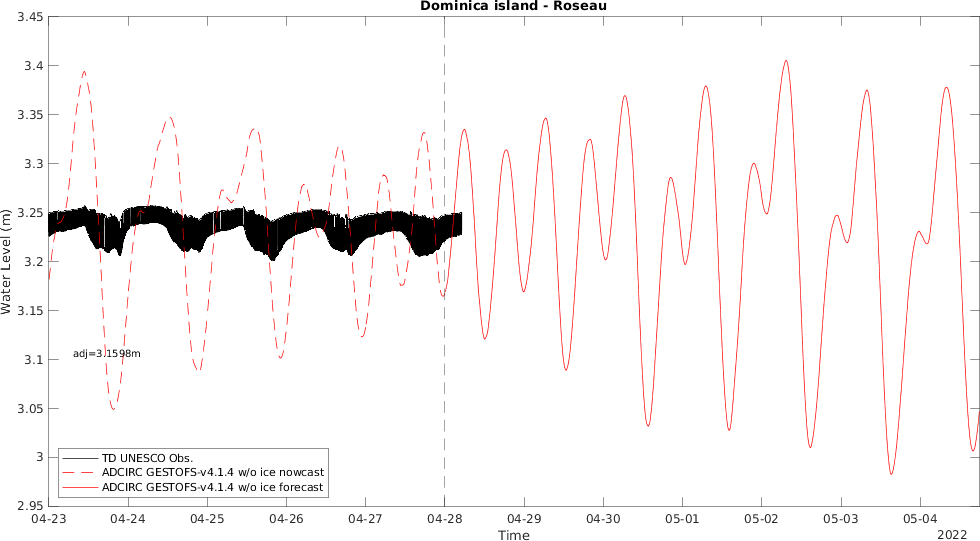 Dominica island - Roseau
3.45
3.4
3.35
3.3
3.25
3.2
3.15
3.1
3.05
3
2.95
Water Level (m)
adj=3.1598m
TD UNESCO Obs.
ADCIRC GESTOFS-v4.1.4 w/o ice nowcast
ADCIRC GESTOFS-v4.1.4 w/o ice forecast
04-23 04-24 04-25 04-26 04-27 04-28 04-29 04-30 05-01 05-02 05-03 05-04
Time
2022